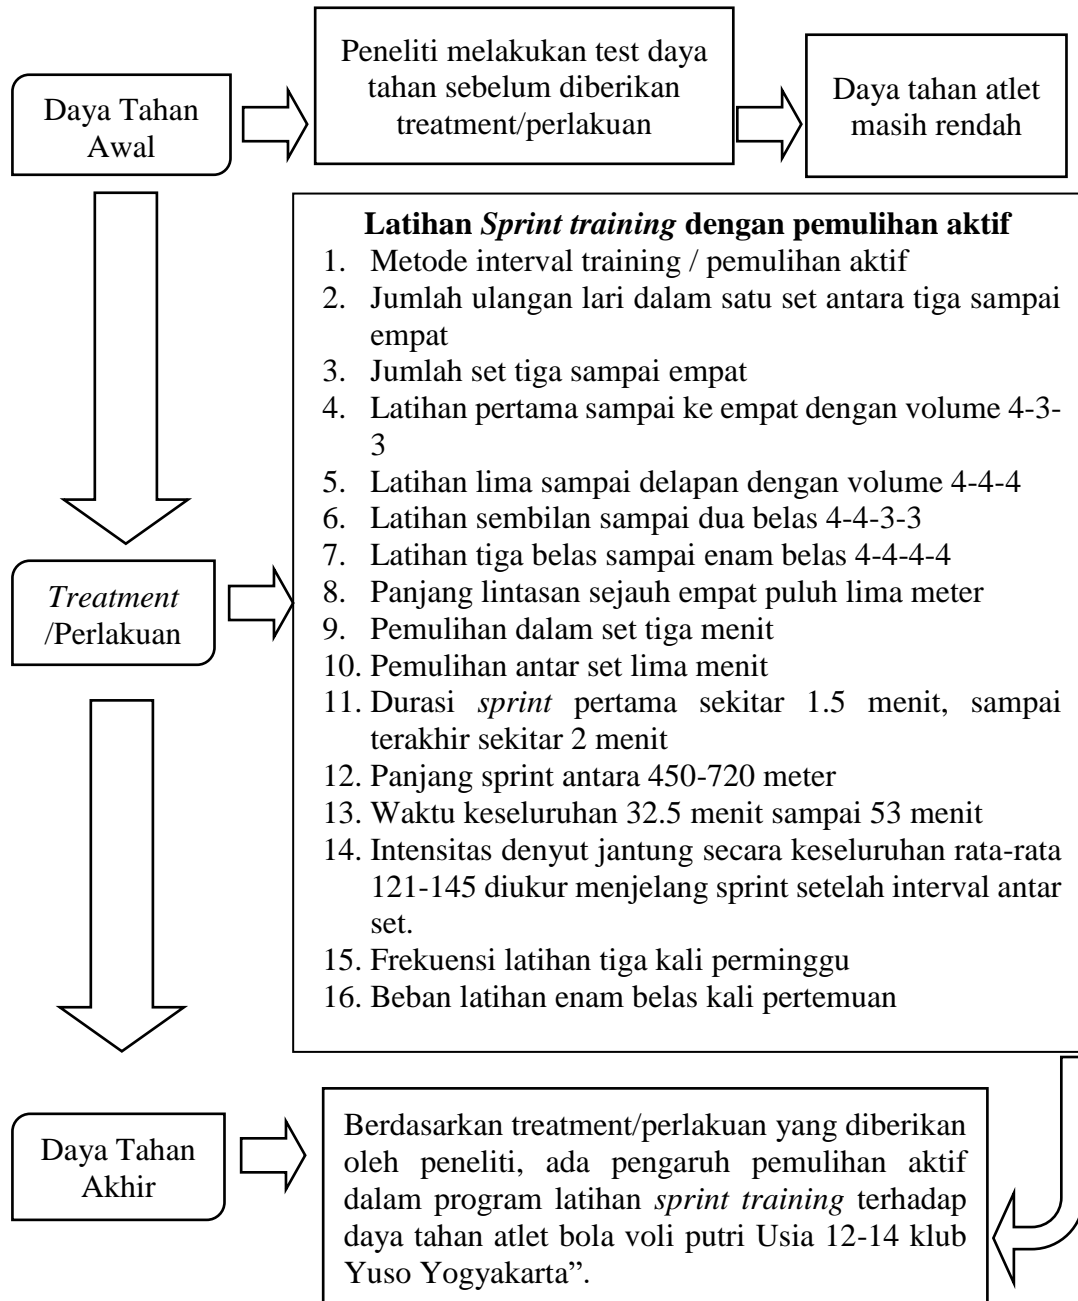 Daya Tahan
Awal
Peneliti melakukan test daya
tahan sebelum diberikan
treatment/perlakuan
Daya tahan atlet
masih rendah
Latihan Sprint training dengan pemulihan aktif
1. Metode interval training / pemulihan aktif
2. Jumlah ulangan lari dalam satu set antara tiga sampai
empat
3. Jumlah set tiga sampai empat
4. Latihan pertama sampai ke empat dengan volume 4-3-
3
5. Latihan lima sampai delapan dengan volume 4-4-4
6. Latihan sembilan sampai dua belas 4-4-3-3
7. Latihan tiga belas sampai enam belas 4-4-4-4
8. Panjang lintasan sejauh empat puluh lima meter
9. Pemulihan dalam set tiga menit
10. Pemulihan antar set lima menit
11. Durasi sprint pertama sekitar 1.5 menit, sampai
terakhir sekitar 2 menit
12. Panjang sprint antara 450-720 meter
13. Waktu keseluruhan 32.5 menit sampai 53 menit
14. Intensitas denyut jantung secara keseluruhan rata-rata
121-145 diukur menjelang sprint setelah interval antar
set.
15. Frekuensi latihan tiga kali perminggu
16. Beban latihan enam belas kali pertemuan
Treatment
/Perlakuan
Daya Tahan
Akhir
Berdasarkan treatment/perlakuan yang diberikan
oleh peneliti, ada pengaruh pemulihan aktif
dalam program latihan sprint training terhadap
daya tahan atlet bola voli putri Usia 12-14 klub
Yuso Yogyakarta”.